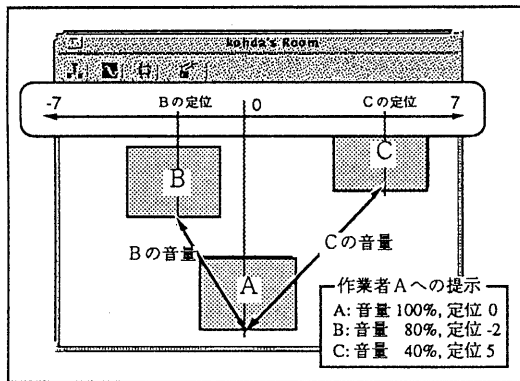 kohda's Room
-7 Bの定位 0 Cの定位 7
B
C
Bの音量
Cの音量
A
作業者Aへの提示
A: 音量 100%, 定位 0
B: 音量 80%, 定位 -2
C: 音量 40%, 定位 5